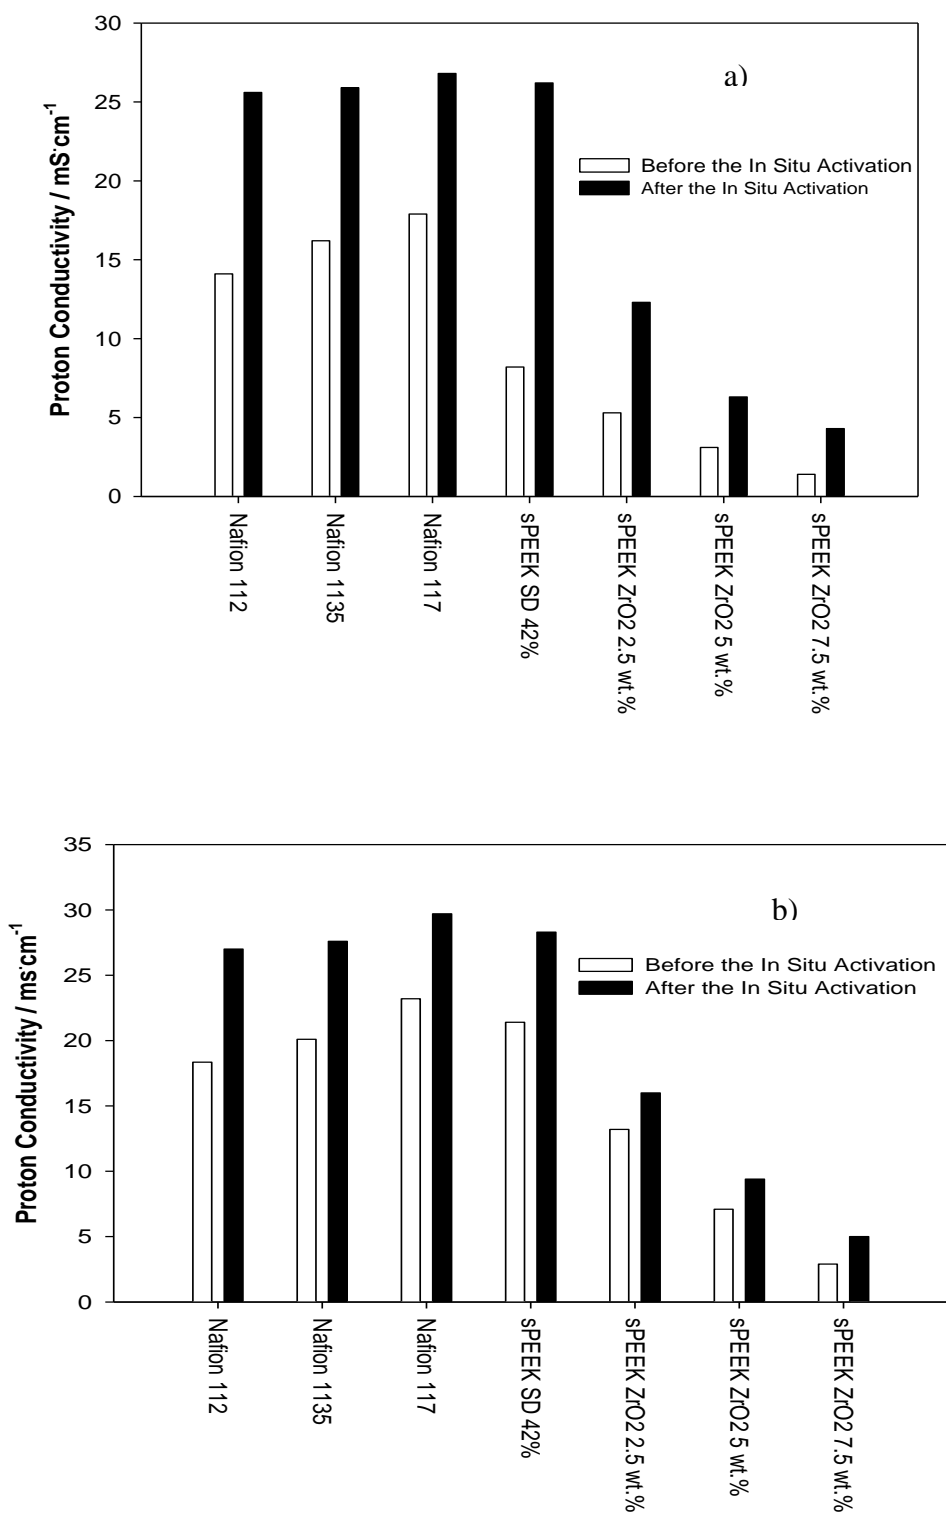 30
25
20
15
10
5
0
Proton Conductivity / mS·cm-1
a)
Before the In Situ Activation
After the In Situ Activation
Nafion 112
Nafion 1135
Nafion 117
sPEEK SD 42%
sPEEK ZrO2 2.5 wt.%
sPEEK ZrO2 5 wt.%
sPEEK ZrO2 7.5 wt.%
35
30
25
20
15
10
5
0
Proton Conductivity / ms·cm-1
b)
Before the In Situ Activation
After the In Situ Activation
Nafion 112
Nafion 1135
Nafion 117
sPEEK SD 42%
sPEEK ZrO2 2.5 wt.%
sPEEK ZrO2 5 wt.%
sPEEK ZrO2 7.5 wt.%